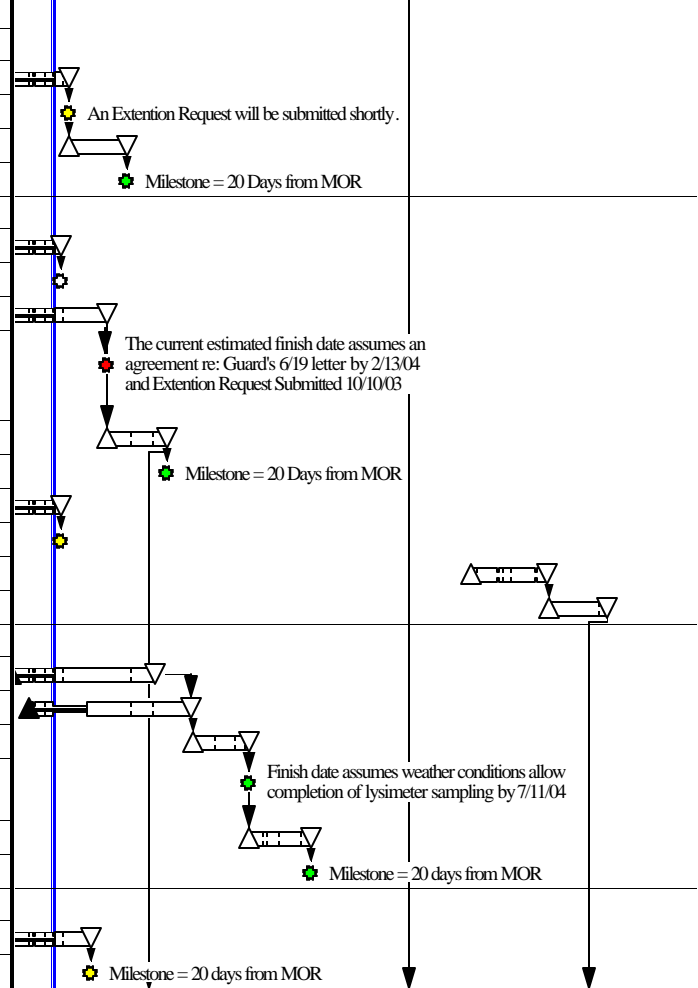 An Extention Request will be submitted shortly.
Milestone = 20 Days from MOR
The current estimated finish date assumes an
agreement re: Guard's 6/19 letter by 2/13/04
and Extention Request Submitted 10/10/03
Milestone = 20 Days from MOR
Finish date assumes weather conditions allow
completion of lysimeter sampling by 7/11/04
Milestone = 20 days from MOR
Milestone = 20 days from MOR